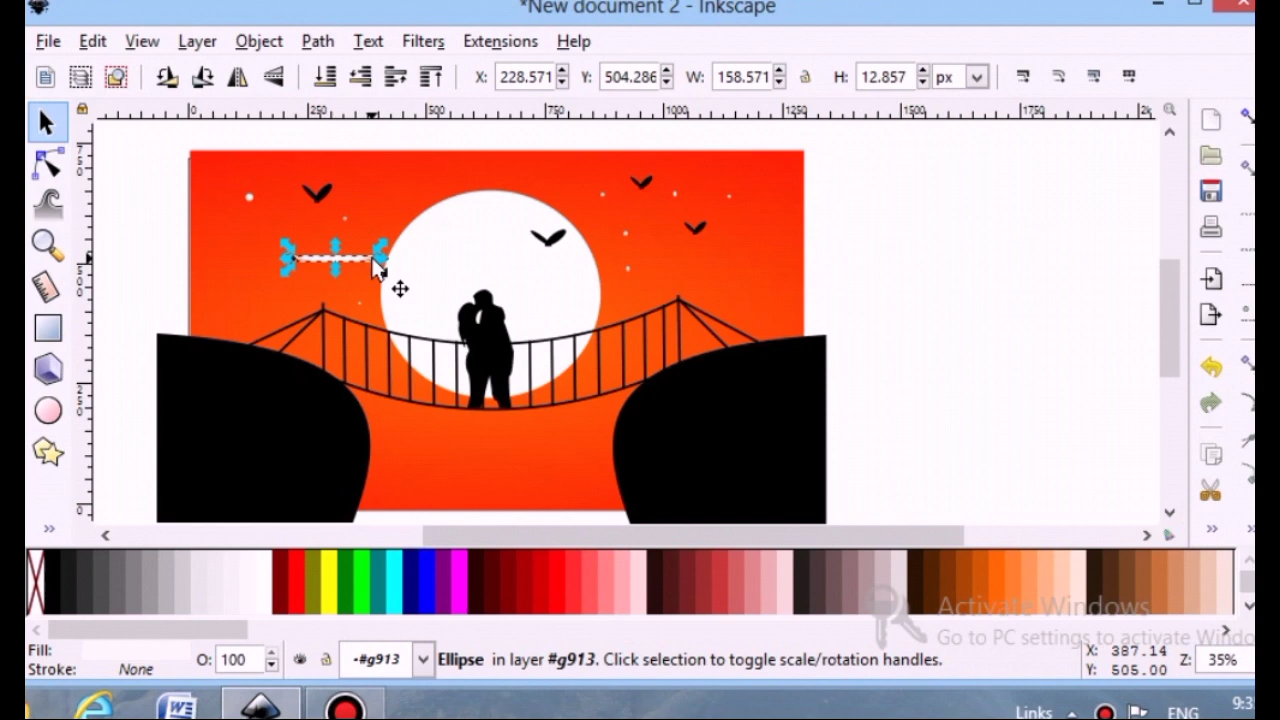 *New document 2 - Inkscape
File Edit View Layer Object Path Text Filters Extensions Help
X: 228.571 Y: 504.286 W: 158.571 H: 12.857 px
0 250 500 750 1000 1250 1500 1750
Activate Windows
Go to PC settings to activate Windo
Fill:
Stroke: None
O: 100
-#g913
Ellipse in layer #g913. Click selection to toggle scale/rotation handles.
X: 387.14
Y: 505.00
Z: 35%
Links ENG 9:3